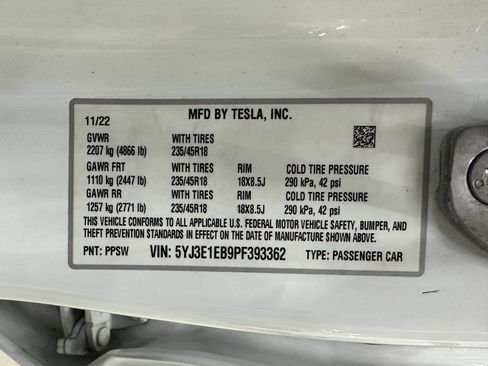 MFD BY TESLA, INC.
11/22
GVWR WITH TIRES
2207 kg (4866 lb) 235/45R18
GAWR FRT WITH TIRES RIM COLD TIRE PRESSURE
1110 kg (2447 lb) 235/45R18 18X8.5J 290 kPa, 42 psi
GAWR RR WITH TIRES RIM COLD TIRE PRESSURE
1257 kg (2771 lb) 235/45R18 18X8.5J 290 kPa, 42 psi
THIS VEHICLE CONFORMS TO ALL APPLICABLE U.S. FEDERAL MOTOR VEHICLE SAFETY, BUMPER, AND
THEFT PREVENTION STANDARDS IN EFFECT ON THE DATE OF MANUFACTURE SHOWN ABOVE.
PNT: PPSW VIN: 5YJ3E1EB9PF393362 TYPE: PASSENGER CAR